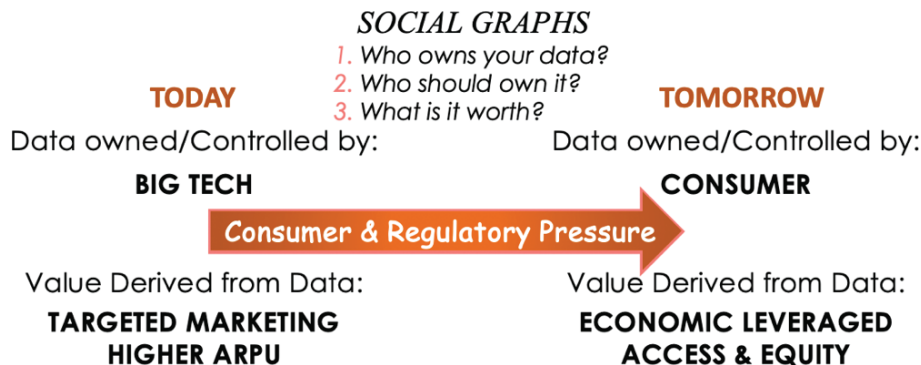 SOCIAL GRAPHS
1. Who owns your data?
2. Who should own it?
3. What is it worth?
TODAY
Data owned/Controlled by:
BIG TECH
TOMORROW
Data owned/Controlled by:
CONSUMER
Consumer & Regulatory Pressure
Value Derived from Data:
TARGETED MARKETING
HIGHER ARPU
Value Derived from Data:
ECONOMIC LEVERAGED
ACCESS & EQUITY